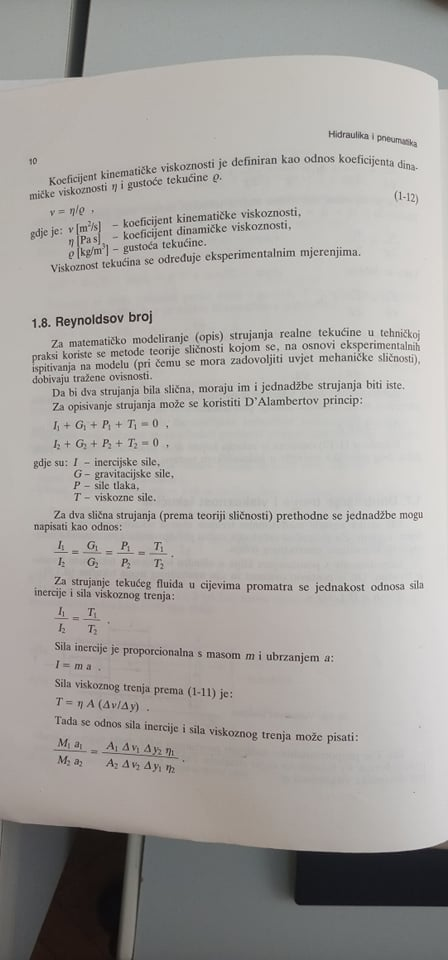 10
Hidraulika i pneumatika
Koeficijent kinematičke viskoznosti je definiran kao odnos koeficijenta dina-
mičke viskoznosti η i gustoće tekućine ϱ.
ν = η/ϱ , (1-12)
gdje je: ν [m²/s] – koeficijent kinematičke viskoznosti,
η [Pa s] – koeficijent dinamičke viskoznosti,
ϱ [kg/m³] – gustoća tekućine.
Viskoznost tekućina se određuje eksperimentalnim mjerenjima.
1.8. Reynoldsov broj
Za matematičko modeliranje (opis) strujanja realne tekućine u tehničkoj
praksi koriste se metode teorije sličnosti kojom se, na osnovi eksperimentalnih
ispitivanja na modelu (pri čemu se mora zadovoljiti uvjet mehaničke sličnosti),
dobivaju tražene ovisnosti.
Da bi dva strujanja bila slična, moraju im i jednadžbe strujanja biti iste.
Za opisivanje strujanja može se koristiti D'Alambertov princip:
I₁ + G₁ + P₁ + T₁ = 0 ,
I₂ + G₂ + P₂ + T₂ = 0 ,
gdje su: I – inercijske sile,
G – gravitacijske sile,
P – sile tlaka,
T – viskozne sile.
Za dva slična strujanja (prema teoriji sličnosti) prethodne se jednadžbe mogu
napisati kao odnos:
I₁/I₂ = G₁/G₂ = P₁/P₂ = T₁/T₂ .
Za strujanje tekućeg fluida u cijevima promatra se jednakost odnosa sila
inercije i sila viskoznog trenja:
I₁/I₂ = T₁/T₂ .
Sila inercije je proporcionalna s masom m i ubrzanjem a:
I = m a .
Sila viskoznog trenja prema (1-11) je:
T = η A (Δv/Δy) .
Tada se odnos sila inercije i sila viskoznog trenja može pisati:
M₁ a₁/M₂ a₂ = A₁ Δv₁ Δy₂ η₁/A₂ Δv₂ Δy₁ η₂ .